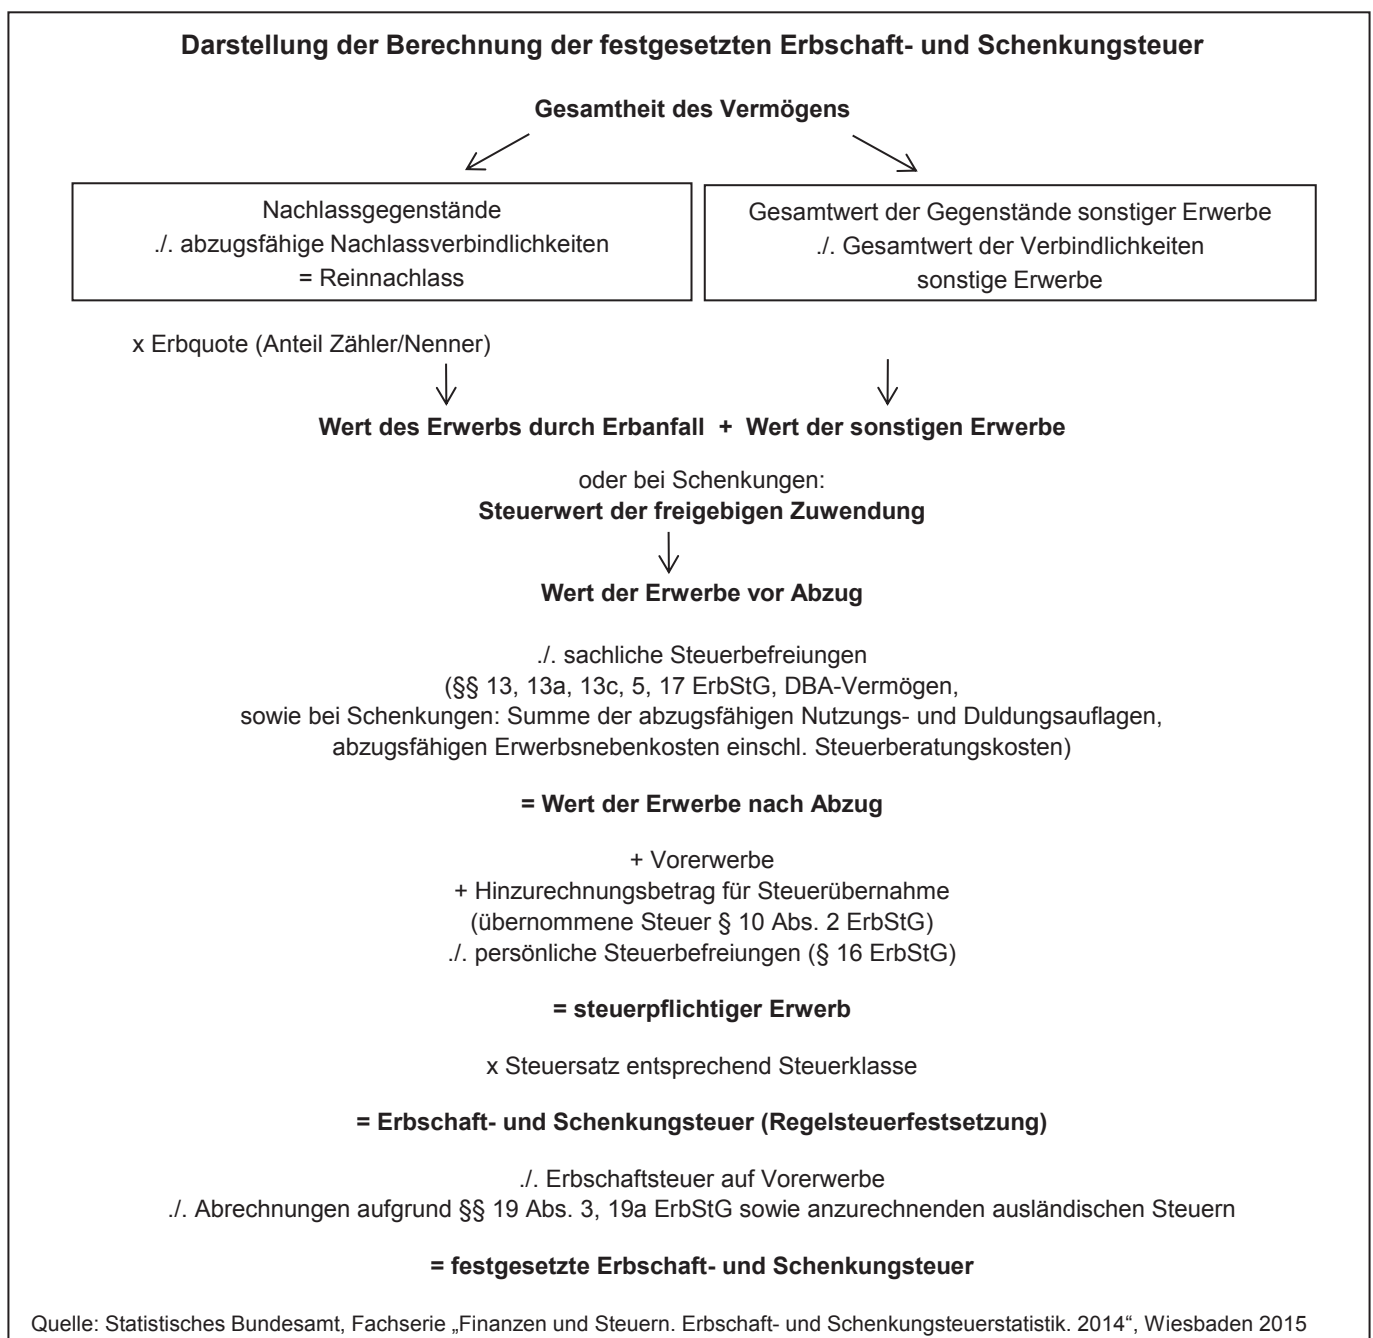 Darstellung der Berechnung der festgesetzten Erbschaft- und Schenkungsteuer
Gesamtheit des Vermögens
Nachlassgegenstände
./. abzugsfähige Nachlassverbindlichkeiten
= Reinnachlass
Gesamtwert der Gegenstände sonstiger Erwerbe
./. Gesamtwert der Verbindlichkeiten
sonstige Erwerbe
x Erbquote (Anteil Zähler/Nenner)
Wert des Erwerbs durch Erbanfall + Wert der sonstigen Erwerbe
oder bei Schenkungen:
Steuerwert der freigebigen Zuwendung
Wert der Erwerbe vor Abzug
./. sachliche Steuerbefreiungen
(§§ 13, 13a, 13c, 5, 17 ErbStG, DBA-Vermögen,
sowie bei Schenkungen: Summe der abzugsfähigen Nutzungs- und Duldungsauflagen,
abzugsfähigen Erwerbsnebenkosten einschl. Steuerberatungskosten)
= Wert der Erwerbe nach Abzug
+ Vorerwerbe
+ Hinzurechnungsbetrag für Steuerübernahme
(übernommene Steuer § 10 Abs. 2 ErbStG)
./. persönliche Steuerbefreiungen (§ 16 ErbStG)
= steuerpflichtiger Erwerb
x Steuersatz entsprechend Steuerklasse
= Erbschaft- und Schenkungsteuer (Regelsteuerfestsetzung)
./. Erbschaftsteuer auf Vorerwerbe
./. Abrechnungen aufgrund §§ 19 Abs. 3, 19a ErbStG sowie anzurechnenden ausländischen Steuern
= festgesetzte Erbschaft- und Schenkungsteuer
Quelle: Statistisches Bundesamt, Fachserie „Finanzen und Steuern. Erbschaft- und Schenkungsteuerstatistik. 2014“, Wiesbaden 2015